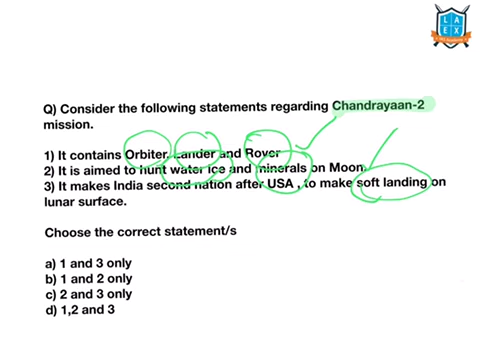 L A
E X
Q) Consider the following statements regarding Chandrayaan-2
mission.
1) It contains Orbiter, Lander and Rover
2) It is aimed to hunt water ice and minerals on Moon.
3) It makes India second nation after USA , to make soft landing on
lunar surface.
Choose the correct statement/s
a) 1 and 3 only
b) 1 and 2 only
c) 2 and 3 only
d) 1,2 and 3